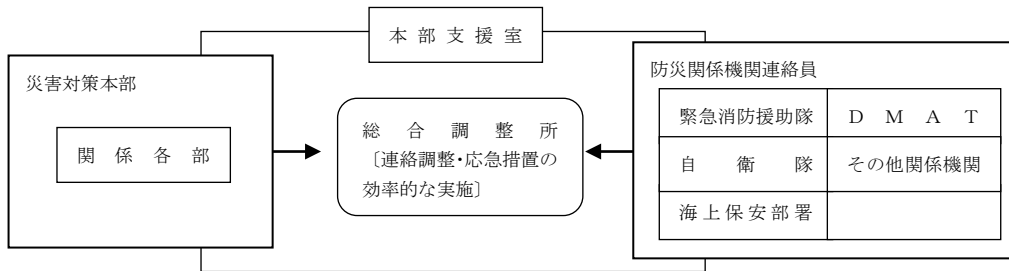 本部支援室
災害対策本部
関係各部
総合調整所
〔連絡調整・応急措置の
効率的な実施〕
防災関係機関連絡員
緊急消防援助隊 DMAT
自衛隊 その他関係機関
海上保安部署